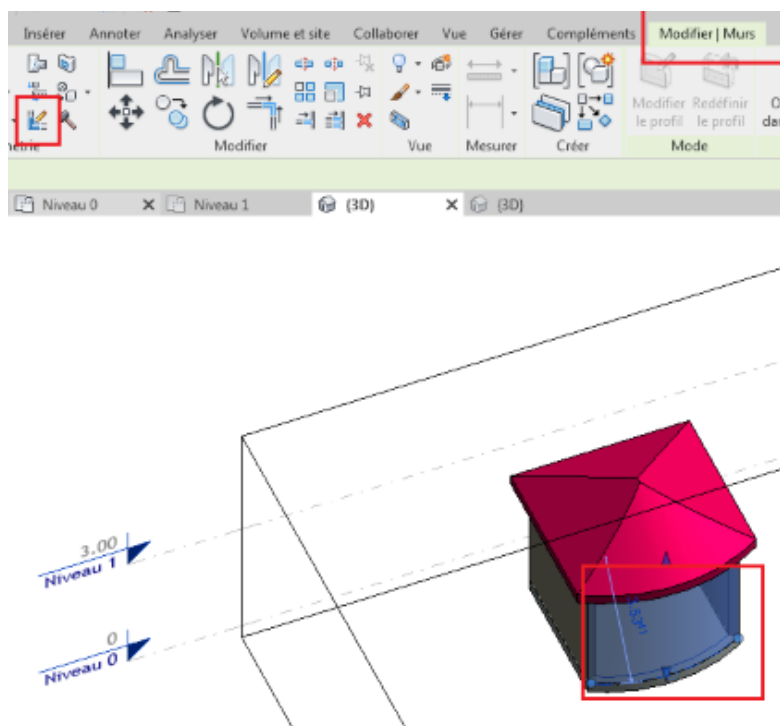 Insérer Annoter Analyser Volume et site Collaborer Vue Gérer Compléments Modifier | Murs
Modifier Redéfinir
le profil le profil
Modifier Vue Mesurer Créer Mode
Niveau 0 Niveau 1 (3D) {3D}
3.00
Niveau 1
0
Niveau 0